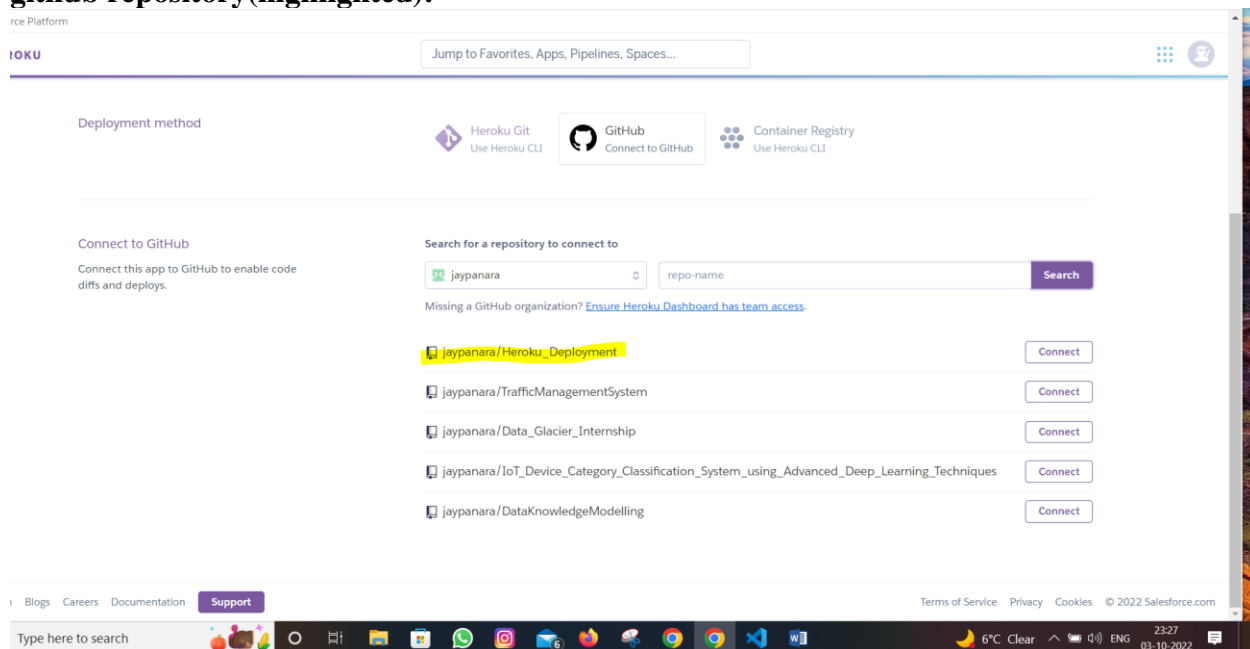 github repository(highlighted).
rce Platform
Jump to Favorites, Apps, Pipelines, Spaces...
Deployment method
Heroku Git
Use Heroku CLI
GitHub
Connect to GitHub
Container Registry
Use Heroku CLI
Connect to GitHub
Connect this app to GitHub to enable code
diffs and deploys.
Search for a repository to connect to
jaypanara
repo-name
Search
Missing a GitHub organization? Ensure Heroku Dashboard has team access.
jaypanara/Heroku_Deployment
Connect
jaypanara/TrafficManagementSystem
Connect
jaypanara/Data_Glacier_Internship
Connect
jaypanara/IoT_Device_Category_Classification_System_using_Advanced_Deep_Learning_Techniques
Connect
jaypanara/DataKnowledgeModelling
Connect
Blogs Careers Documentation Support
Terms of Service Privacy Cookies © 2022 Salesforce.com
Type here to search
6
6°C Clear
ENG
23:27
03-10-2022